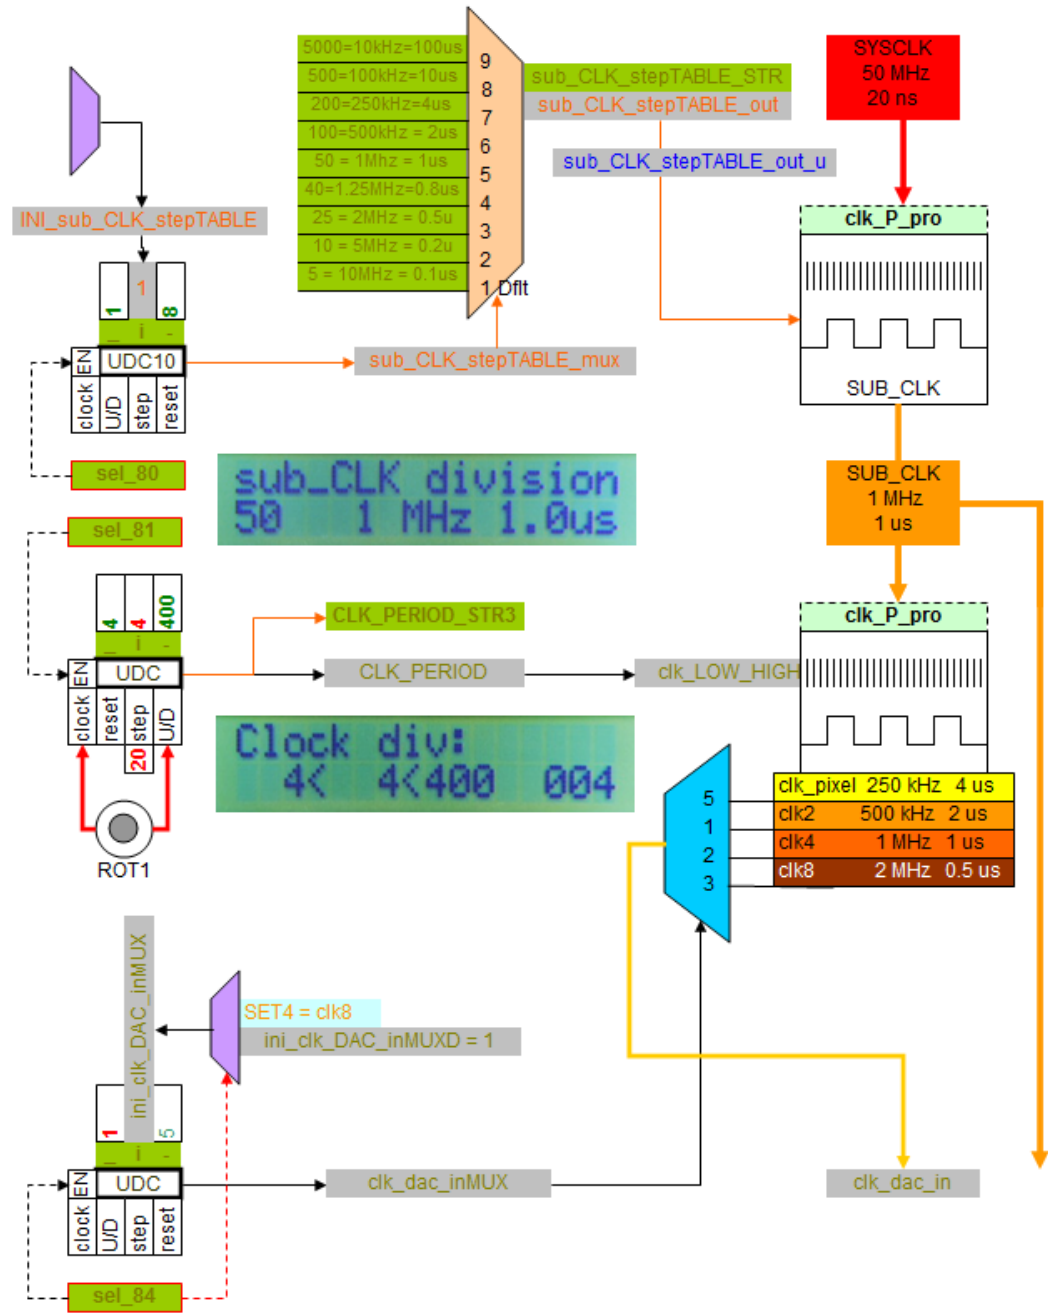 5000=10kHz=100us
9
500=100kHz=10us
8
200=250kHz=4us
7
100=500kHz = 2us
6
50 = 1Mhz = 1us
5
40=1.25MHz=0.8us
4
25 = 2MHz = 0.5u
3
10 = 5MHz = 0.2u
2
5 = 10MHz = 0.1us
1 Dflt
sub_CLK_stepTABLE_STR
sub_CLK_stepTABLE_out
sub_CLK_stepTABLE_out_u
SYSCLK
50 MHz
20 ns
clk_P_pro
SUB_CLK
INI_sub_CLK_stepTABLE
1
1
8
_ i -
EN
UDC10
clock
U/D
step
reset
sub_CLK_stepTABLE_mux
sel_80
sub_CLK division
50 1 MHz 1.0us
SUB_CLK
1 MHz
1 us
sel_81
4
4
400
_ i -
EN
UDC
clock
reset
step
U/D
20
ROT1
CLK_PERIOD_STR3
CLK_PERIOD
clk_LOW_HIGH
clk_P_pro
Clock div:
4< 4<400 004
5
1
2
3
clk_pixel 250 kHz 4 us
clk2 500 kHz 2 us
clk4 1 MHz 1 us
clk8 2 MHz 0.5 us
ini_clk_DAC_inMUX
SET4 = clk8
ini_clk_DAC_inMUXD = 1
1
5
_ i -
EN
UDC
clock
U/D
step
reset
clk_dac_inMUX
clk_dac_in
sel_84